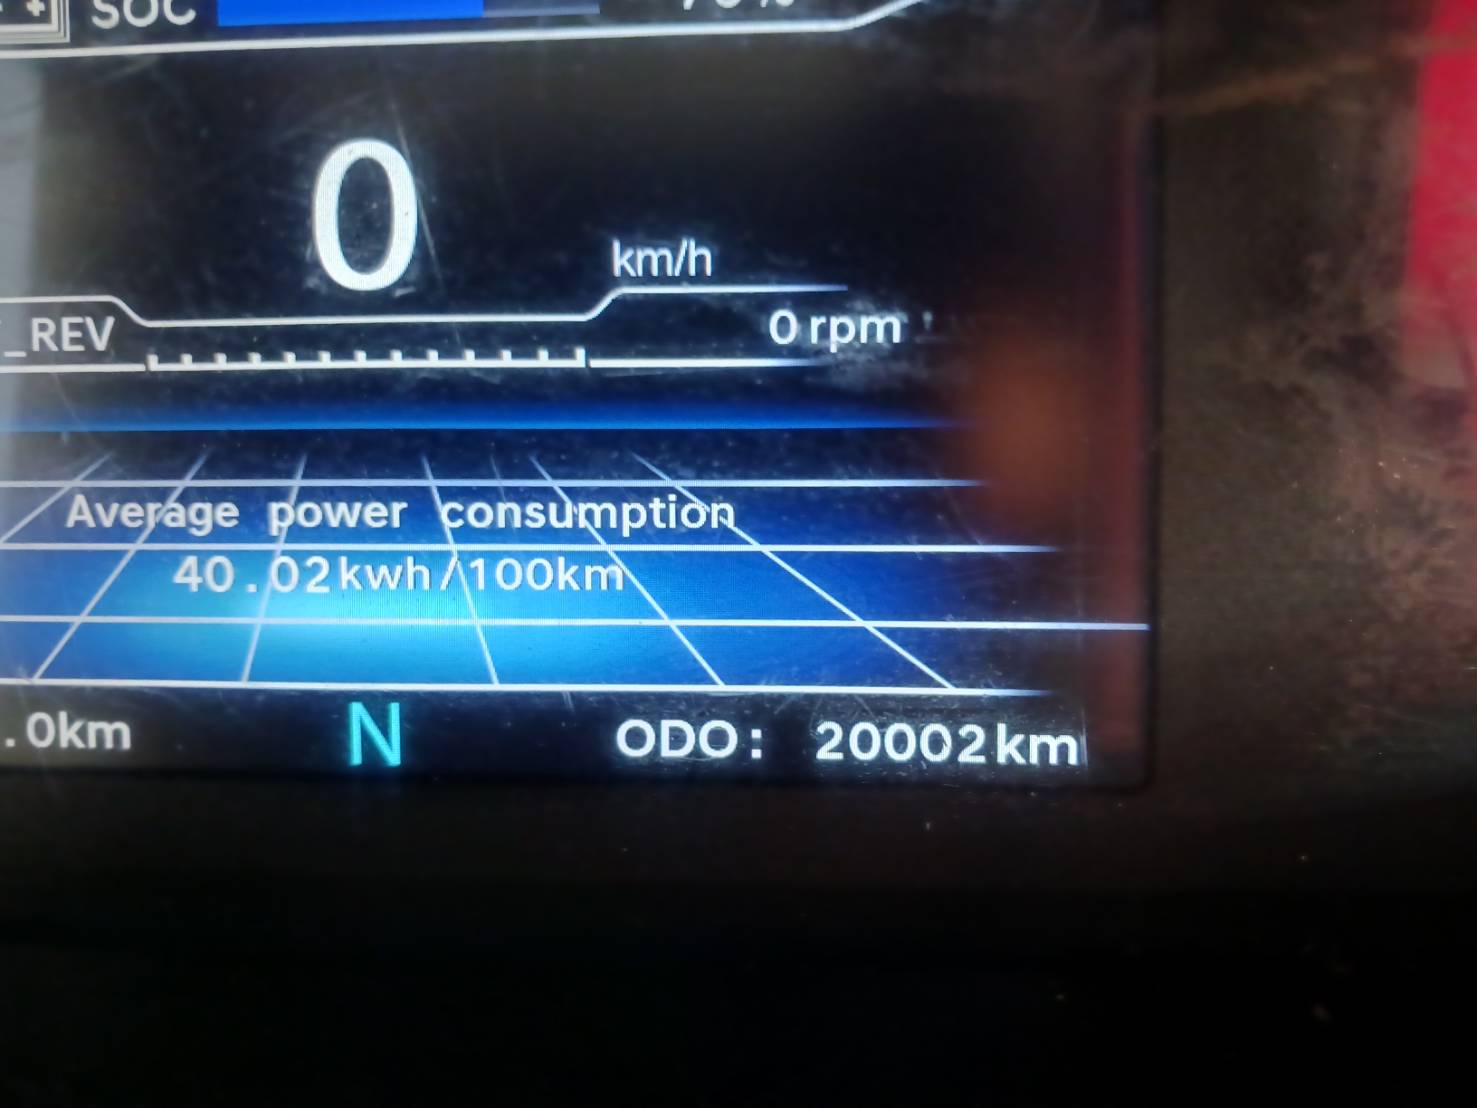 SOC
0
km/h
_REV
0 rpm
Average power consumption
40.02kwh/100km
.0km
N
ODO: 20002km